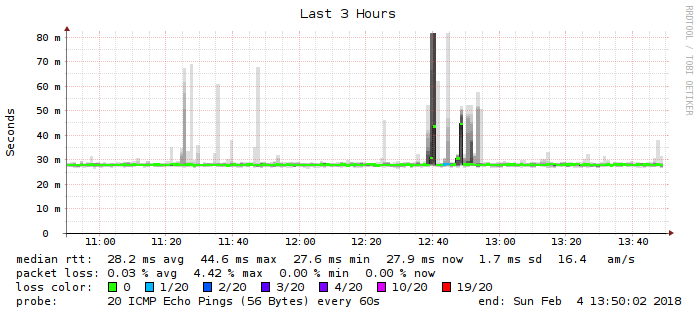 Last 3 Hours
RRDTOOL / TOBI OETIKER
Seconds
80 m
70 m
60 m
50 m
40 m
30 m
20 m
10 m
0
11:00 11:20 11:40 12:00 12:20 12:40 13:00 13:20 13:40
median rtt: 28.2 ms avg 44.6 ms max 27.6 ms min 27.9 ms now 1.7 ms sd 16.4 am/s
packet loss: 0.03 % avg 4.42 % max 0.00 % min 0.00 % now
loss color: 0 1/20 2/20 3/20 4/20 10/20 19/20
probe: 20 ICMP Echo Pings (56 Bytes) every 60s end: Sun Feb 4 13:50:02 2018